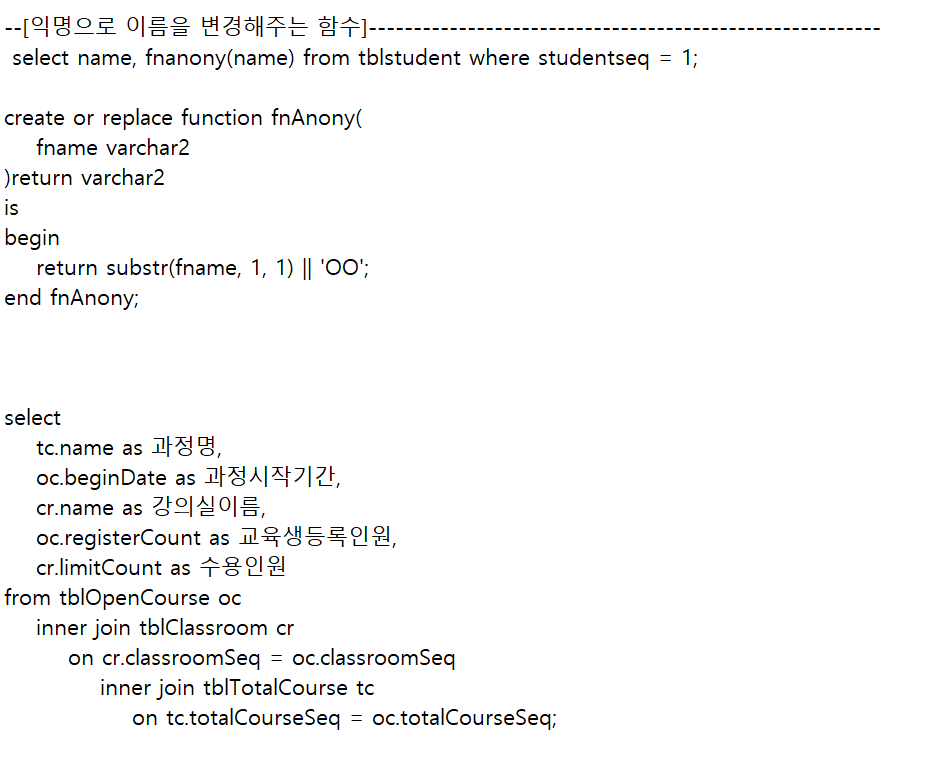 --[익명으로 이름을 변경해주는 함수]---------------------------------------------------------
select name, fnanony(name) from tblstudent where studentseq = 1;
create or replace function fnAnony(
fname varchar2
)return varchar2
is
begin
return substr(fname, 1, 1) || 'OO';
end fnAnony;
select
tc.name as 과정명,
oc.beginDate as 과정시작기간,
cr.name as 강의실이름,
oc.registerCount as 교육생등록인원,
cr.limitCount as 수용인원
from tblOpenCourse oc
inner join tblClassroom cr
on cr.classroomSeq = oc.classroomSeq
inner join tblTotalCourse tc
on tc.totalCourseSeq = oc.totalCourseSeq;